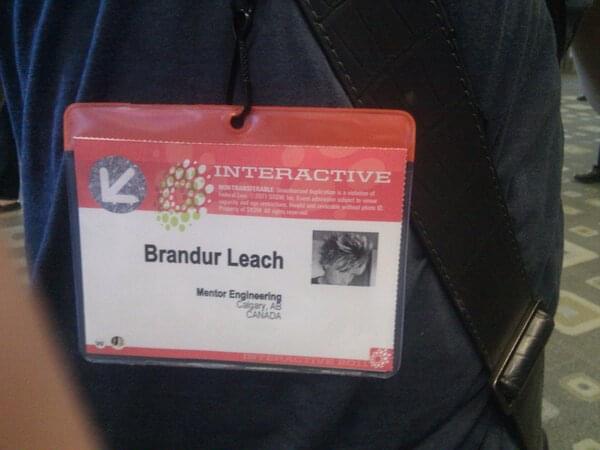 INTERACTIVE
NON-TRANSFERABLE Unauthorized duplication is a violation of
Federal Law. © 2011 SXSW, Inc. Event admission subject to venue
capacity and age restrictions. Invalid and revocable without photo ID.
Property of SXSW. All rights reserved.
Brandur Leach
Mentor Engineering
Calgary, AB
CANADA
INTERACTIVE